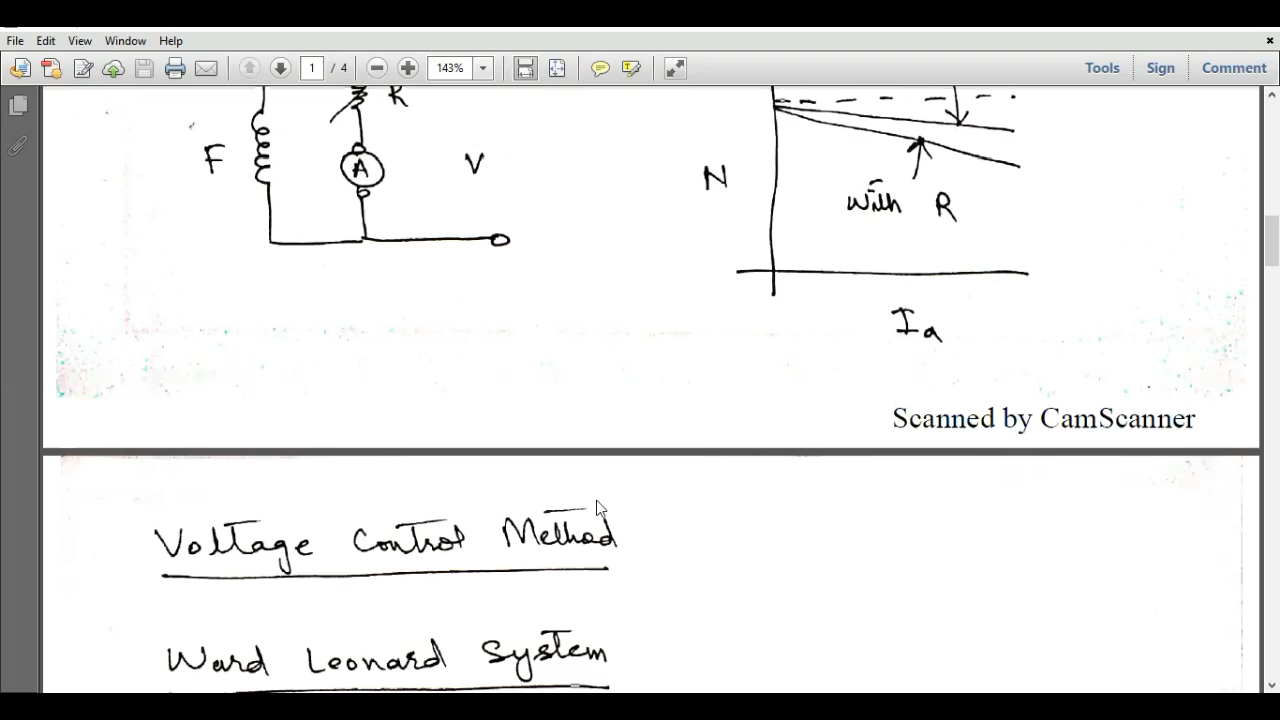 File Edit View Window Help
1 / 4 143% Tools Sign Comment
R
F A V
N
with R
Ia
Scanned by CamScanner
Voltage Control Method
Ward Leonard System